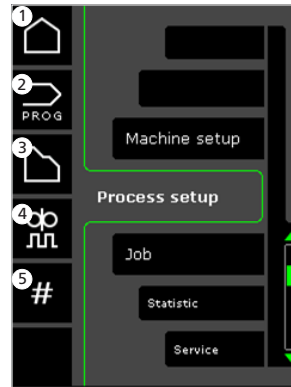 1
2
PROG
3
Machine setup
Process setup
4
Job
5
#
Statistic
Service